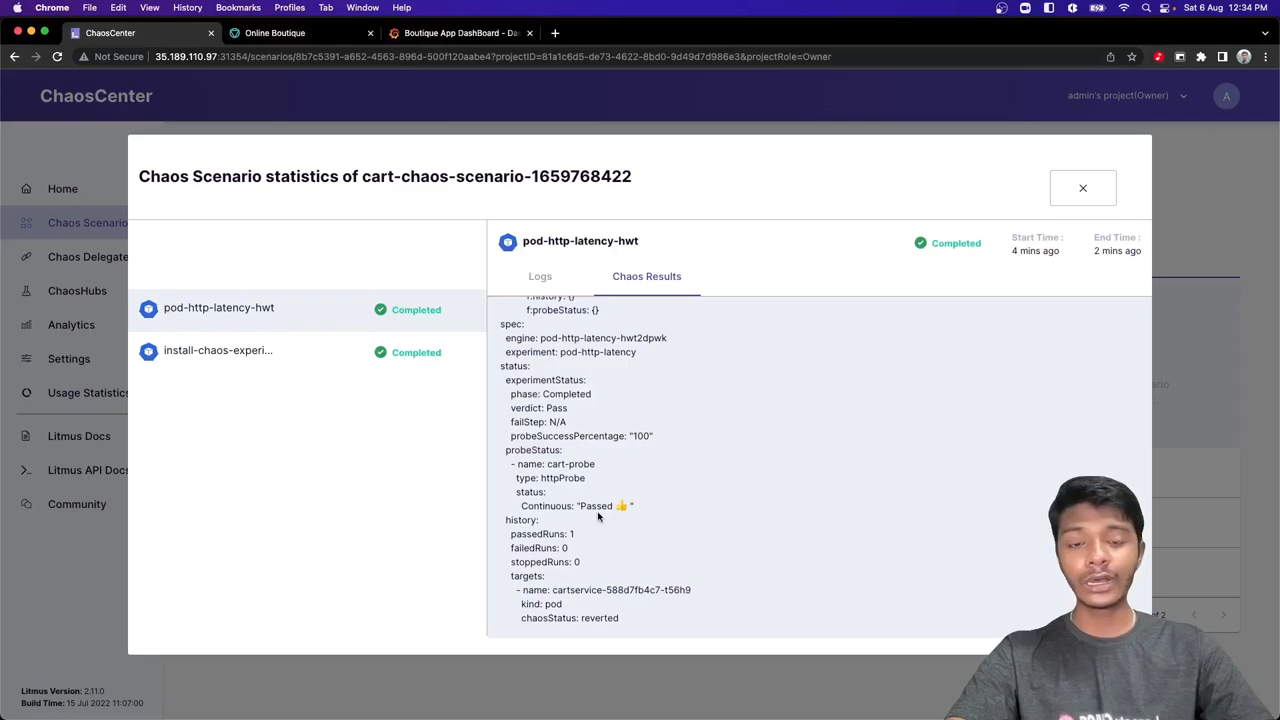 Chrome File Edit View History Bookmarks Profiles Tab Window Help
Sat 6 Aug 12:34 PM
ChaosCenter
Online Boutique
Boutique App DashBoard - Da
Not Secure 35.189.110.97:31354/scenarios/8b7c5391-a652-4563-896d-500f120aabe4?projectID=81a1c6d5-de73-4622-8bd0-9d49d7d986e3&projectRole=Owner
ChaosCenter
admin's project(Owner)
A
Home
Chaos Scenario
Chaos Delegate
ChaosHubs
Analytics
Settings
Usage Statistics
Litmus Docs
Litmus API Docs
Community
Litmus Version: 2.11.0
Build Time: 15 Jul 2022 11:07:00
Chaos Scenario statistics of cart-chaos-scenario-1659768422
pod-http-latency-hwt Completed
install-chaos-experi... Completed
pod-http-latency-hwt
Completed
Start Time :
4 mins ago
End Time :
2 mins ago
Logs Chaos Results
f:history: {}
f:probeStatus: {}
spec:
engine: pod-http-latency-hwt2dpwk
experiment: pod-http-latency
status:
experimentStatus:
phase: Completed
verdict: Pass
failStep: N/A
probeSuccessPercentage: "100"
probeStatus:
- name: cart-probe
type: httpProbe
status:
Continuous: "Passed 👍 "
history:
passedRuns: 1
failedRuns: 0
stoppedRuns: 0
targets:
- name: cartservice-588d7fb4c7-t56h9
kind: pod
chaosStatus: reverted
of 2